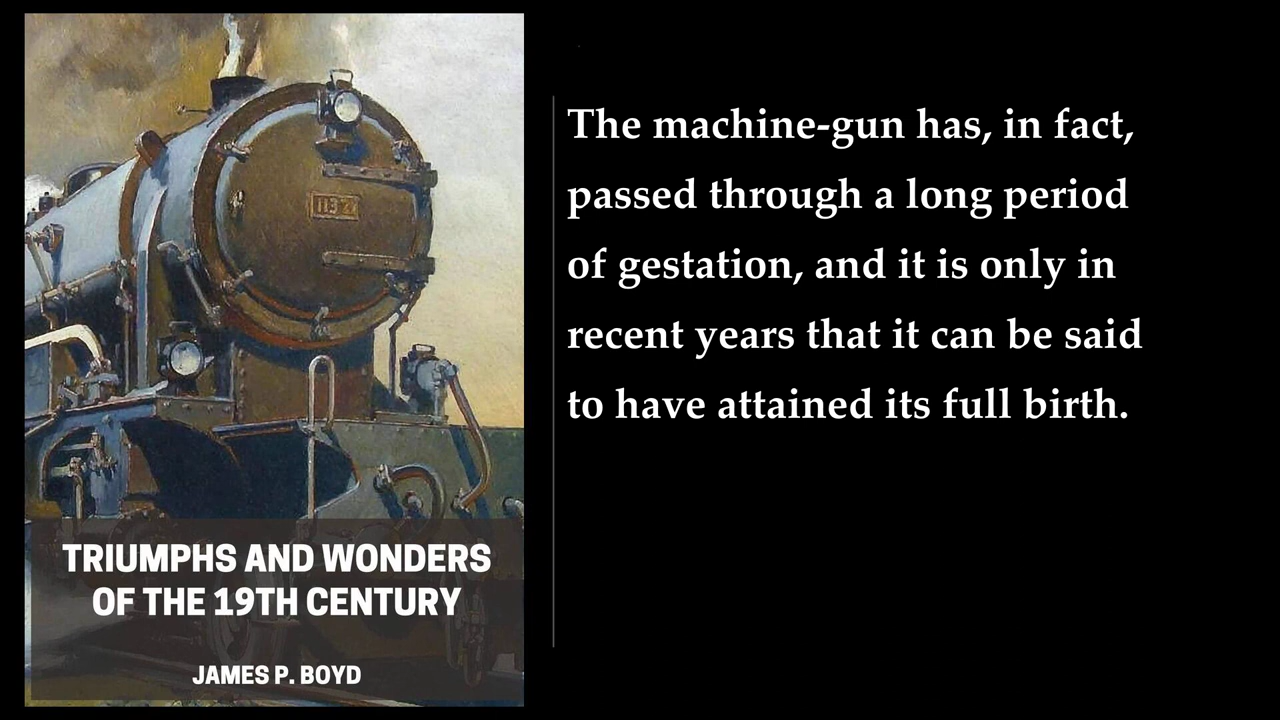 The machine-gun has, in fact,
passed through a long period
of gestation, and it is only in
recent years that it can be said
to have attained its full birth.
TRIUMPHS AND WONDERS
OF THE 19TH CENTURY
JAMES P. BOYD